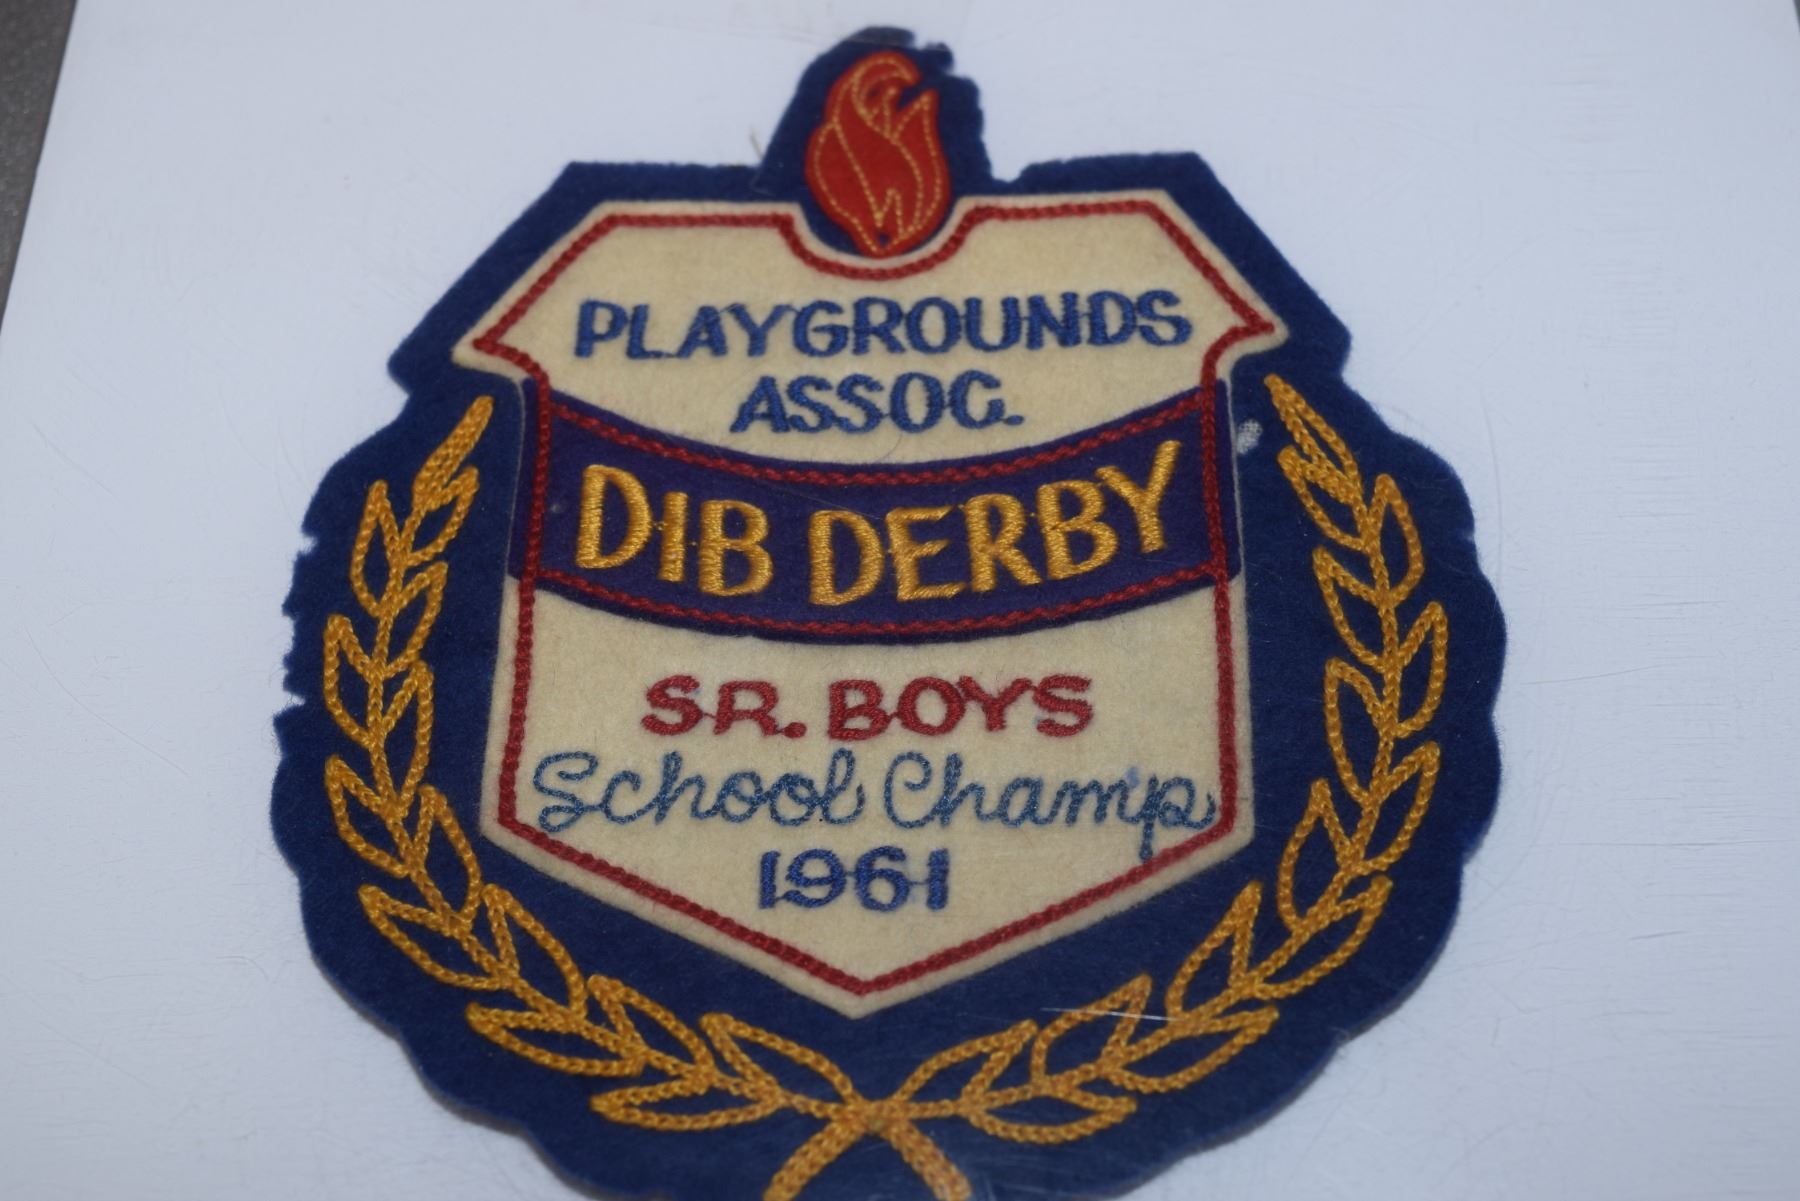 PLAYGROUNDS
ASSOC.
DIB DERBY
SR. BOYS
School Champ
1961